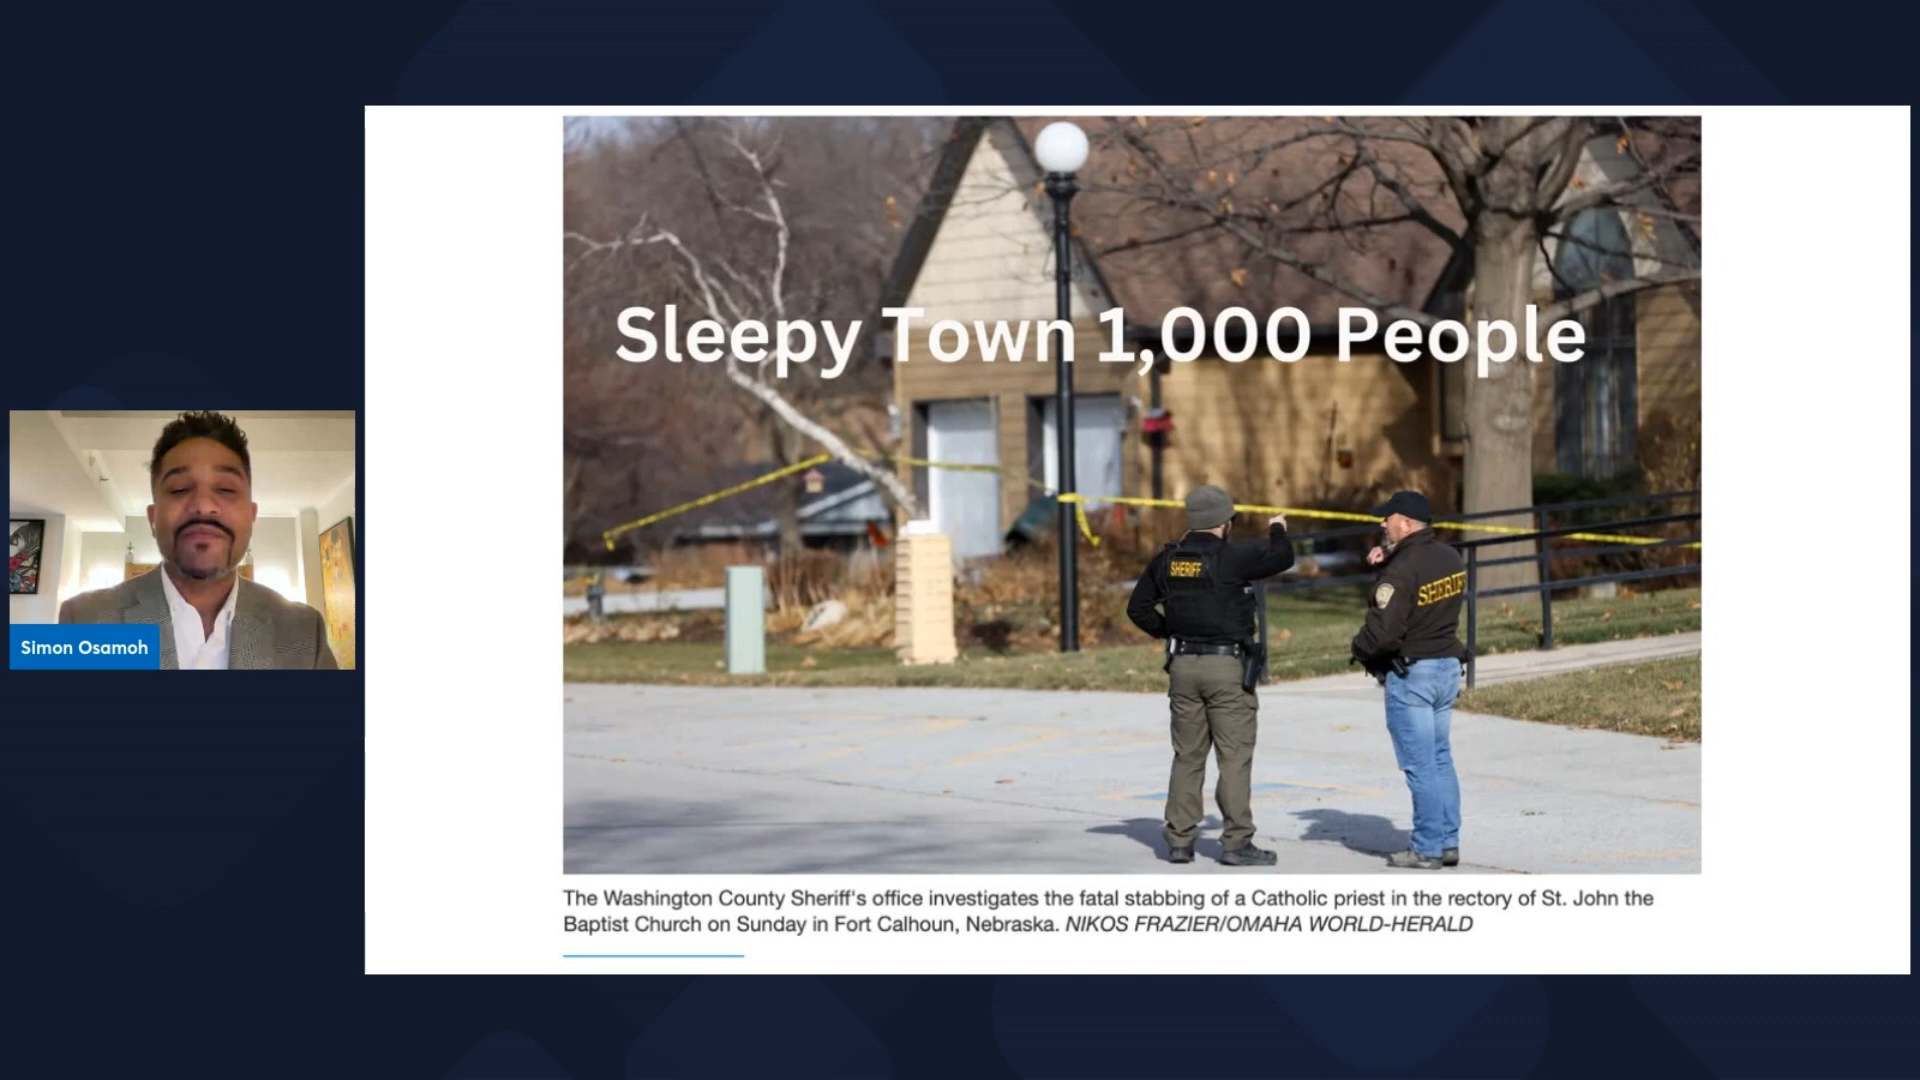 Sleepy Town 1,000 People
SHERIFF
SHERIFF
Simon Osamoh
The Washington County Sheriff's office investigates the fatal stabbing of a Catholic priest in the rectory of St. John the
Baptist Church on Sunday in Fort Calhoun, Nebraska. NIKOS FRAZIER/OMAHA WORLD-HERALD